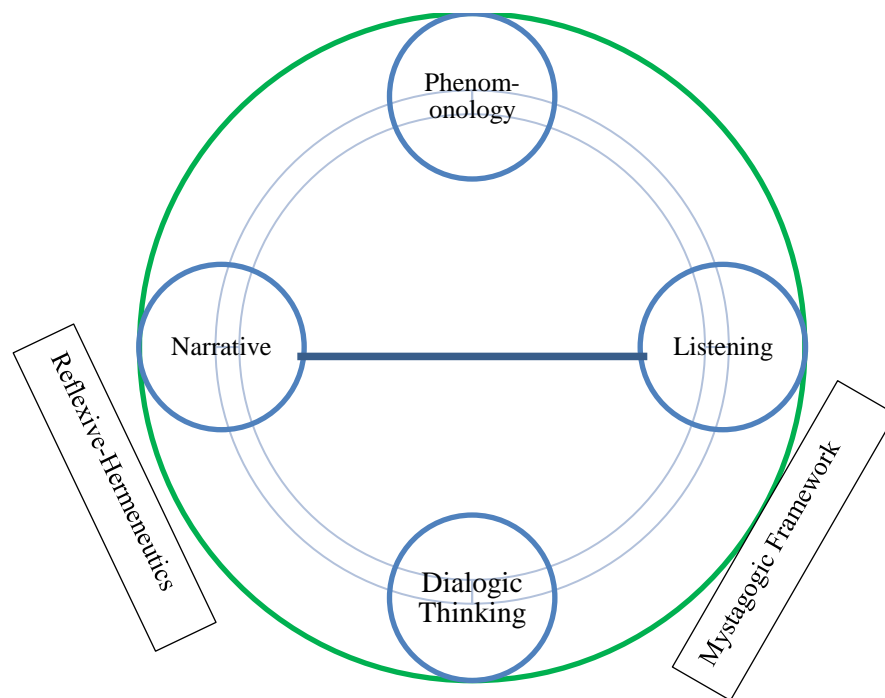 Phenom-
onology
Narrative
Listening
Reflexive-Hermeneutics
Mystagogic Framework
Dialogic
Thinking